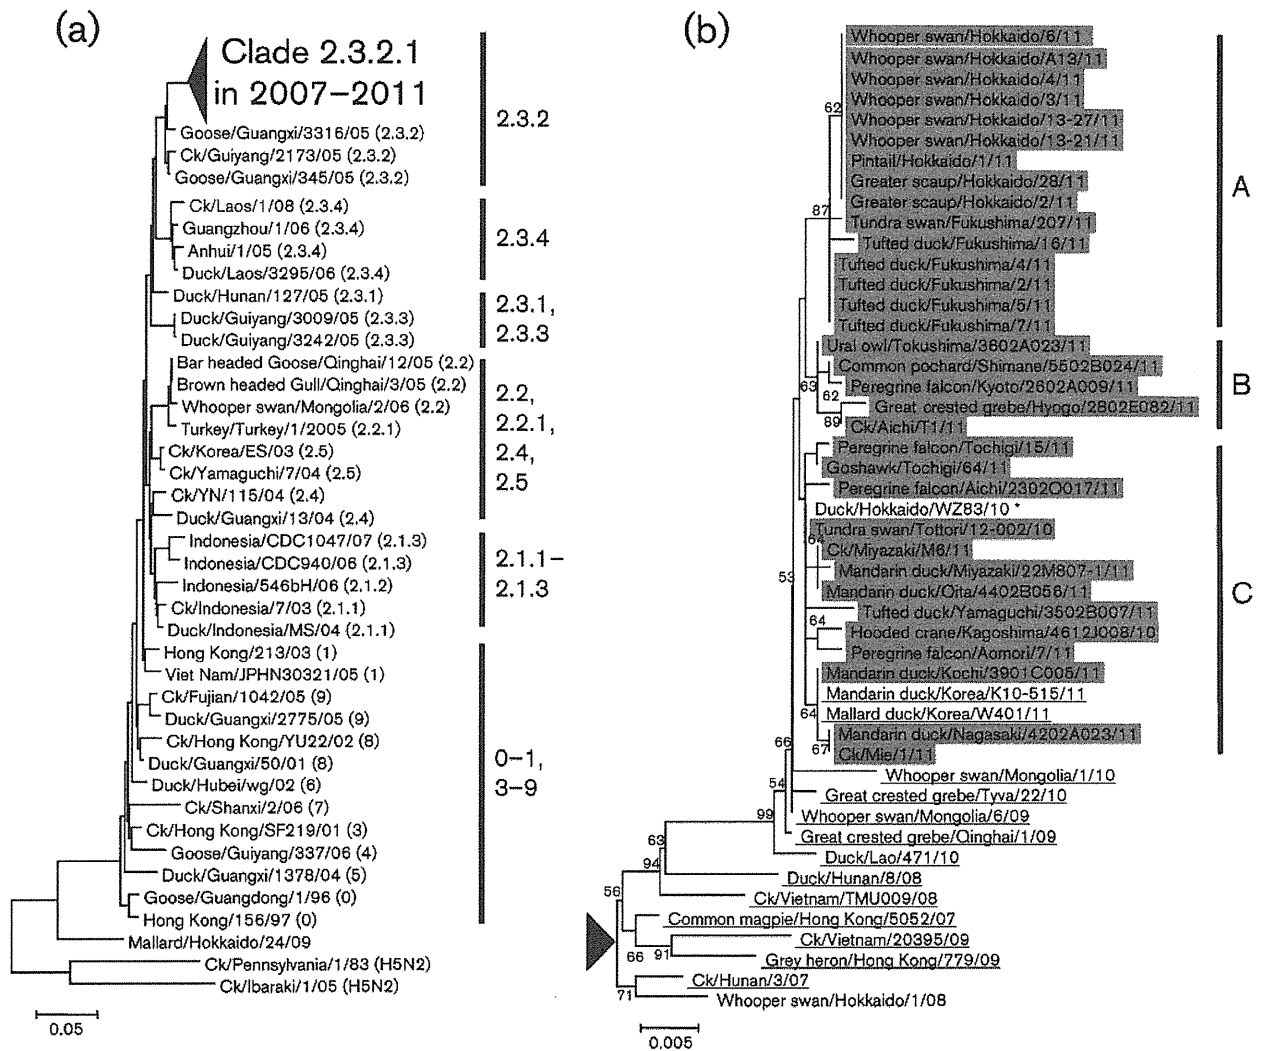 (a)
Clade 2.3.2.1
in 2007–2011
Goose/Guangxi/3316/05 (2.3.2)
Ck/Guiyang/2173/05 (2.3.2)
Goose/Guangxi/345/05 (2.3.2)
Ck/Laos/1/08 (2.3.4)
Guangzhou/1/06 (2.3.4)
Anhui/1/05 (2.3.4)
Duck/Laos/3295/06 (2.3.4)
Duck/Hunan/127/05 (2.3.1)
Duck/Guiyang/3009/05 (2.3.3)
Duck/Guiyang/3242/05 (2.3.3)
Bar headed Goose/Qinghai/12/05 (2.2)
Brown headed Gull/Qinghai/3/05 (2.2)
Whooper swan/Mongolia/2/06 (2.2)
Turkey/Turkey/1/2005 (2.2.1)
Ck/Korea/ES/03 (2.5)
Ck/Yamaguchi/7/04 (2.5)
Ck/YN/115/04 (2.4)
Duck/Guangxi/13/04 (2.4)
Indonesia/CDC1047/07 (2.1.3)
Indonesia/CDC940/06 (2.1.3)
Indonesia/546bH/06 (2.1.2)
Ck/Indonesia/7/03 (2.1.1)
Duck/Indonesia/MS/04 (2.1.1)
Hong Kong/213/03 (1)
Viet Nam/JPHN30321/05 (1)
Ck/Fujian/1042/05 (9)
Duck/Guangxi/2775/05 (9)
Ck/Hong Kong/YU22/02 (8)
Duck/Guangxi/50/01 (8)
Duck/Hubei/wg/02 (6)
Ck/Shanxi/2/06 (7)
Ck/Hong Kong/SF219/01 (3)
Goose/Guiyang/337/06 (4)
Duck/Guangxi/1378/04 (5)
Goose/Guangdong/1/96 (0)
Hong Kong/156/97 (0)
Mallard/Hokkaido/24/09
Ck/Pennsylvania/1/83 (H5N2)
Ck/Ibaraki/1/05 (H5N2)
0.05
2.3.2
2.3.4
2.3.1,
2.3.3
2.2,
2.2.1,
2.4,
2.5
2.1.1–
2.1.3
0–1,
3–9
(b)
Whooper swan/Hokkaido/6/11
Whooper swan/Hokkaido/A13/11
Whooper swan/Hokkaido/4/11
Whooper swan/Hokkaido/3/11
62
Whooper swan/Hokkaido/13-27/11
Whooper swan/Hokkaido/13-21/11
Pintail/Hokkaido/1/11
Greater scaup/Hokkaido/28/11
Greater scaup/Hokkaido/2/11
87
Tundra swan/Fukushima/207/11
Tufted duck/Fukushima/16/11
Tufted duck/Fukushima/4/11
Tufted duck/Fukushima/2/11
Tufted duck/Fukushima/5/11
Tufted duck/Fukushima/7/11
A
Ural owl/Tokushima/3602A023/11
Common pochard/Shimane/5502B024/11
63
Peregrine falcon/Kyoto/2602A009/11
62
Great crested grebe/Hyogo/2802E082/11
89
Ck/Aichi/T1/11
B
Peregrine falcon/Tochigi/15/11
Goshawk/Tochigi/64/11
Peregrine falcon/Aichi/2302O017/11
Duck/Hokkaido/WZ83/10 *
Tundra swan/Tottori/12-002/10
64
Ck/Miyazaki/M6/11
53
Mandarin duck/Miyazaki/22M807-1/11
Mandarin duck/Oita/4402B056/11
Tufted duck/Yamaguchi/3502B007/11
64
Hooded crane/Kagoshima/4612J008/10
Peregrine falcon/Aomori/7/11
Mandarin duck/Kochi/3901C005/11
Mandarin duck/Korea/K10-515/11
64
Mallard duck/Korea/W401/11
Mandarin duck/Nagasaki/4202A023/11
67
Ck/Mie/1/11
C
66
Whooper swan/Mongolia/1/10
54
Great crested grebe/Tyva/22/10
99
Whooper swan/Mongolia/6/09
Great crested grebe/Qinghai/1/09
63
Duck/Lao/471/10
94
Duck/Hunan/8/08
56
Ck/Vietnam/TMU009/08
Common magpie/Hong Kong/5052/07
Ck/Vietnam/20395/09
66
91
Grey heron/Hong Kong/779/09
Ck/Hunan/3/07
71
Whooper swan/Hokkaido/1/08
0.005